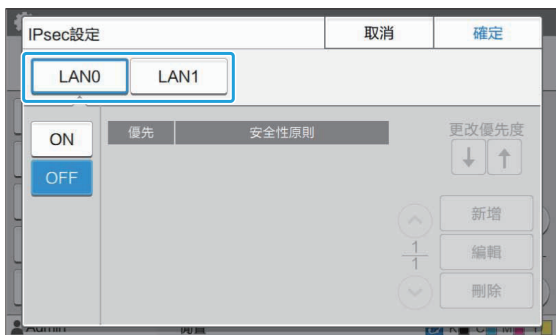 IPsec設定
取消
確定
LAN0
LAN1
ON
OFF
優先
安全性原則
更改優先度
↓ ↑
新增
1
1
編輯
刪除
Admin